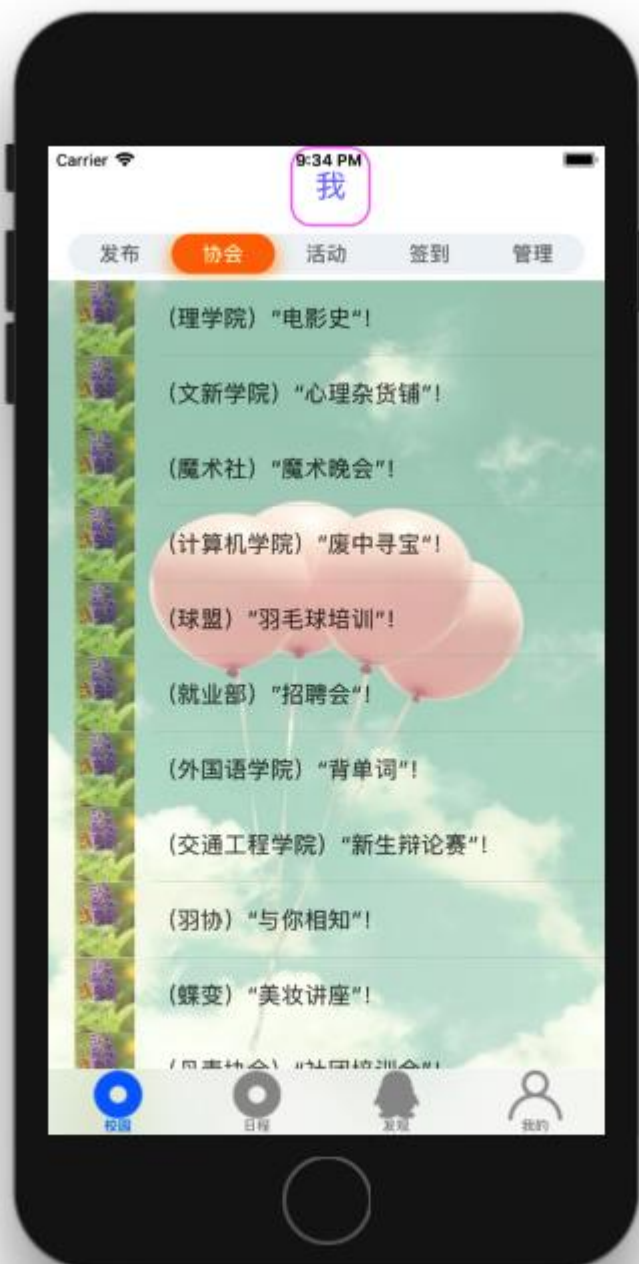 Carrier 9:34 PM
我
发布 协会 活动 签到 管理
（理学院）“电影史”！
（文新学院）“心理杂货铺”！
（魔术社）“魔术晚会”！
（计算机学院）“废中寻宝“！
（球盟）“羽毛球培训”！
（就业部）”招聘会“！
（外国语学院）“背单词”！
（交通工程学院）“新生辩论赛”！
（羽协）“与你相知”！
（蝶变）“美妆讲座”！
校园 日程 发现 我的